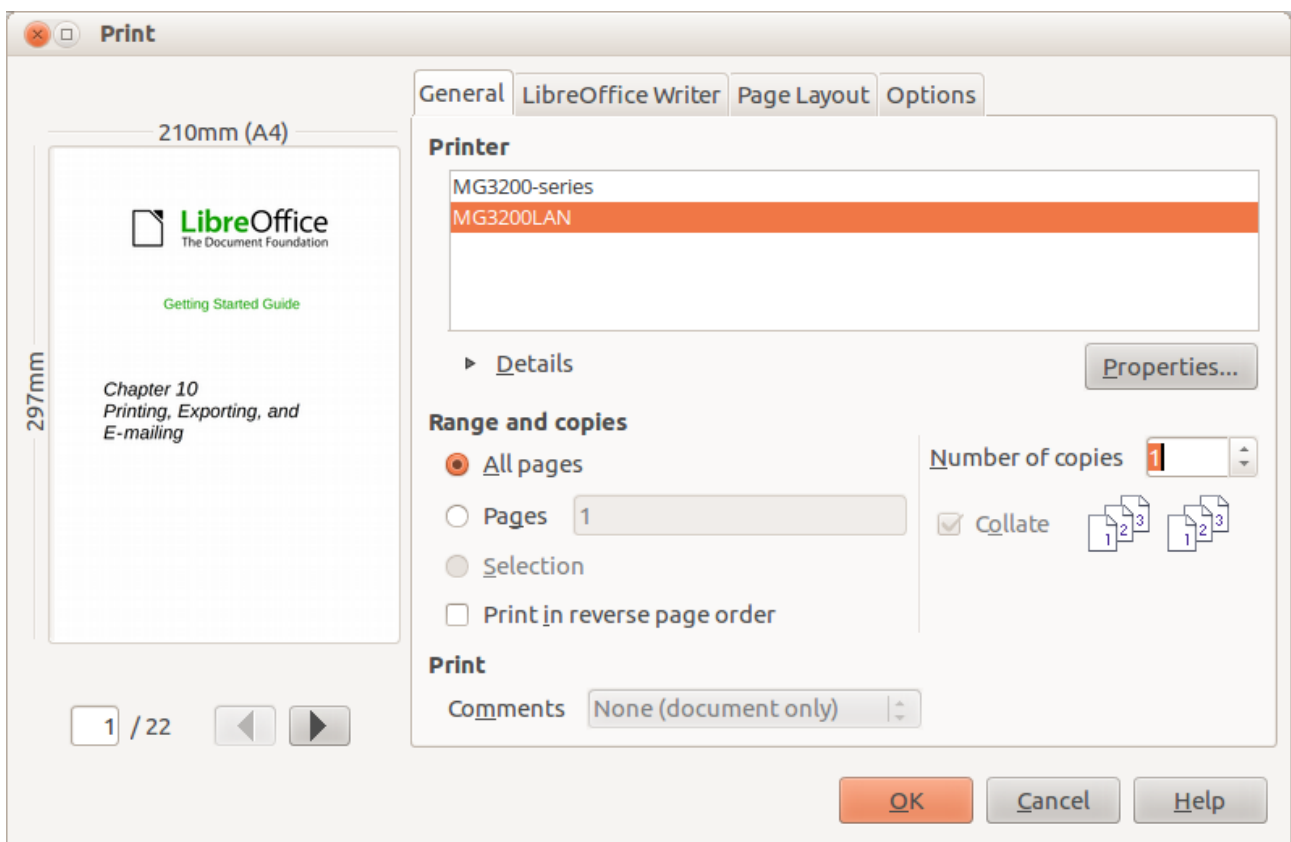 Print
General LibreOffice Writer Page Layout Options
210mm (A4)
297mm
LibreOffice
The Document Foundation
Getting Started Guide
Chapter 10
Printing, Exporting, and
E-mailing
1 / 22
Printer
MG3200-series
MG3200LAN
Details
Properties...
Range and copies
All pages
Pages 1
Selection
Print in reverse page order
Number of copies 1
Collate
1 2 3 1 2 3
Print
Comments None (document only)
OK Cancel Help